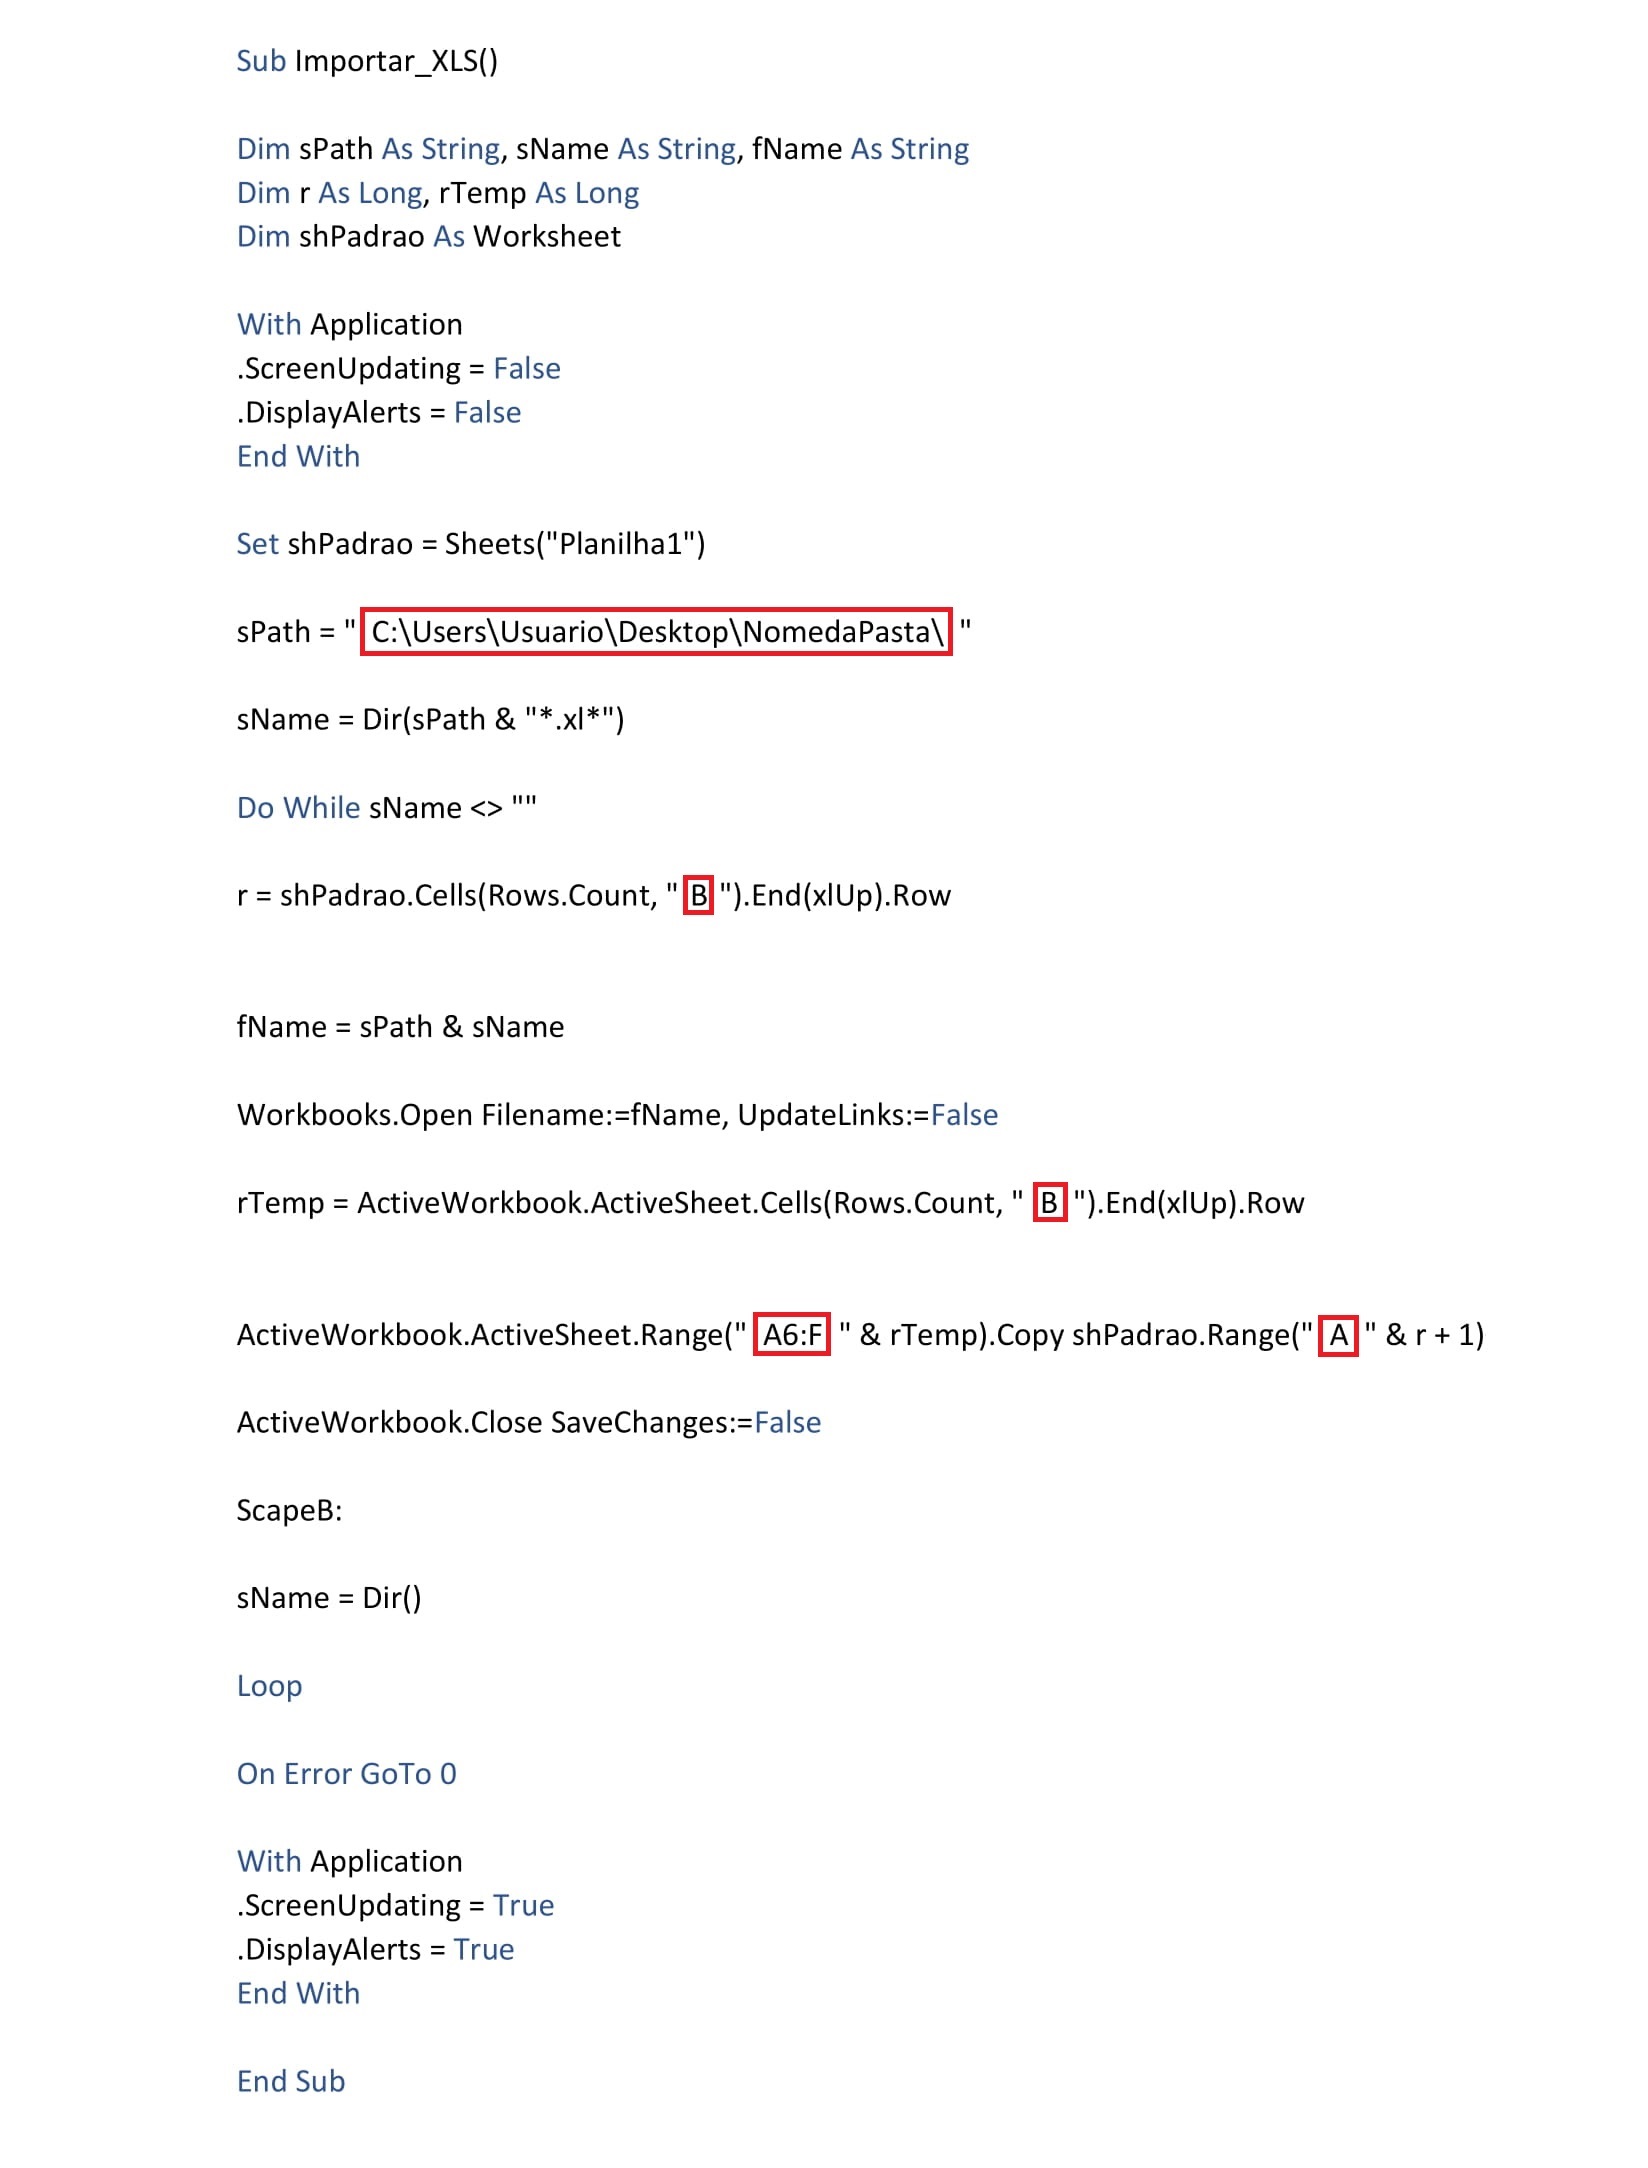 Sub Importar_XLS()
Dim sPath As String, sName As String, fName As String
Dim r As Long, rTemp As Long
Dim shPadrao As Worksheet
With Application
.ScreenUpdating = False
.DisplayAlerts = False
End With
Set shPadrao = Sheets("Planilha1")
sPath = " C:\Users\Usuario\Desktop\NomedaPasta\ "
sName = Dir(sPath & "*.xl*")
Do While sName <> ""
r = shPadrao.Cells(Rows.Count, " B ").End(xlUp).Row
fName = sPath & sName
Workbooks.Open Filename:=fName, UpdateLinks:=False
rTemp = ActiveWorkbook.ActiveSheet.Cells(Rows.Count, " B ").End(xlUp).Row
ActiveWorkbook.ActiveSheet.Range(" A6:F " & rTemp).Copy shPadrao.Range(" A " & r + 1)
ActiveWorkbook.Close SaveChanges:=False
ScapeB:
sName = Dir()
Loop
On Error GoTo 0
With Application
.ScreenUpdating = True
.DisplayAlerts = True
End With
End Sub